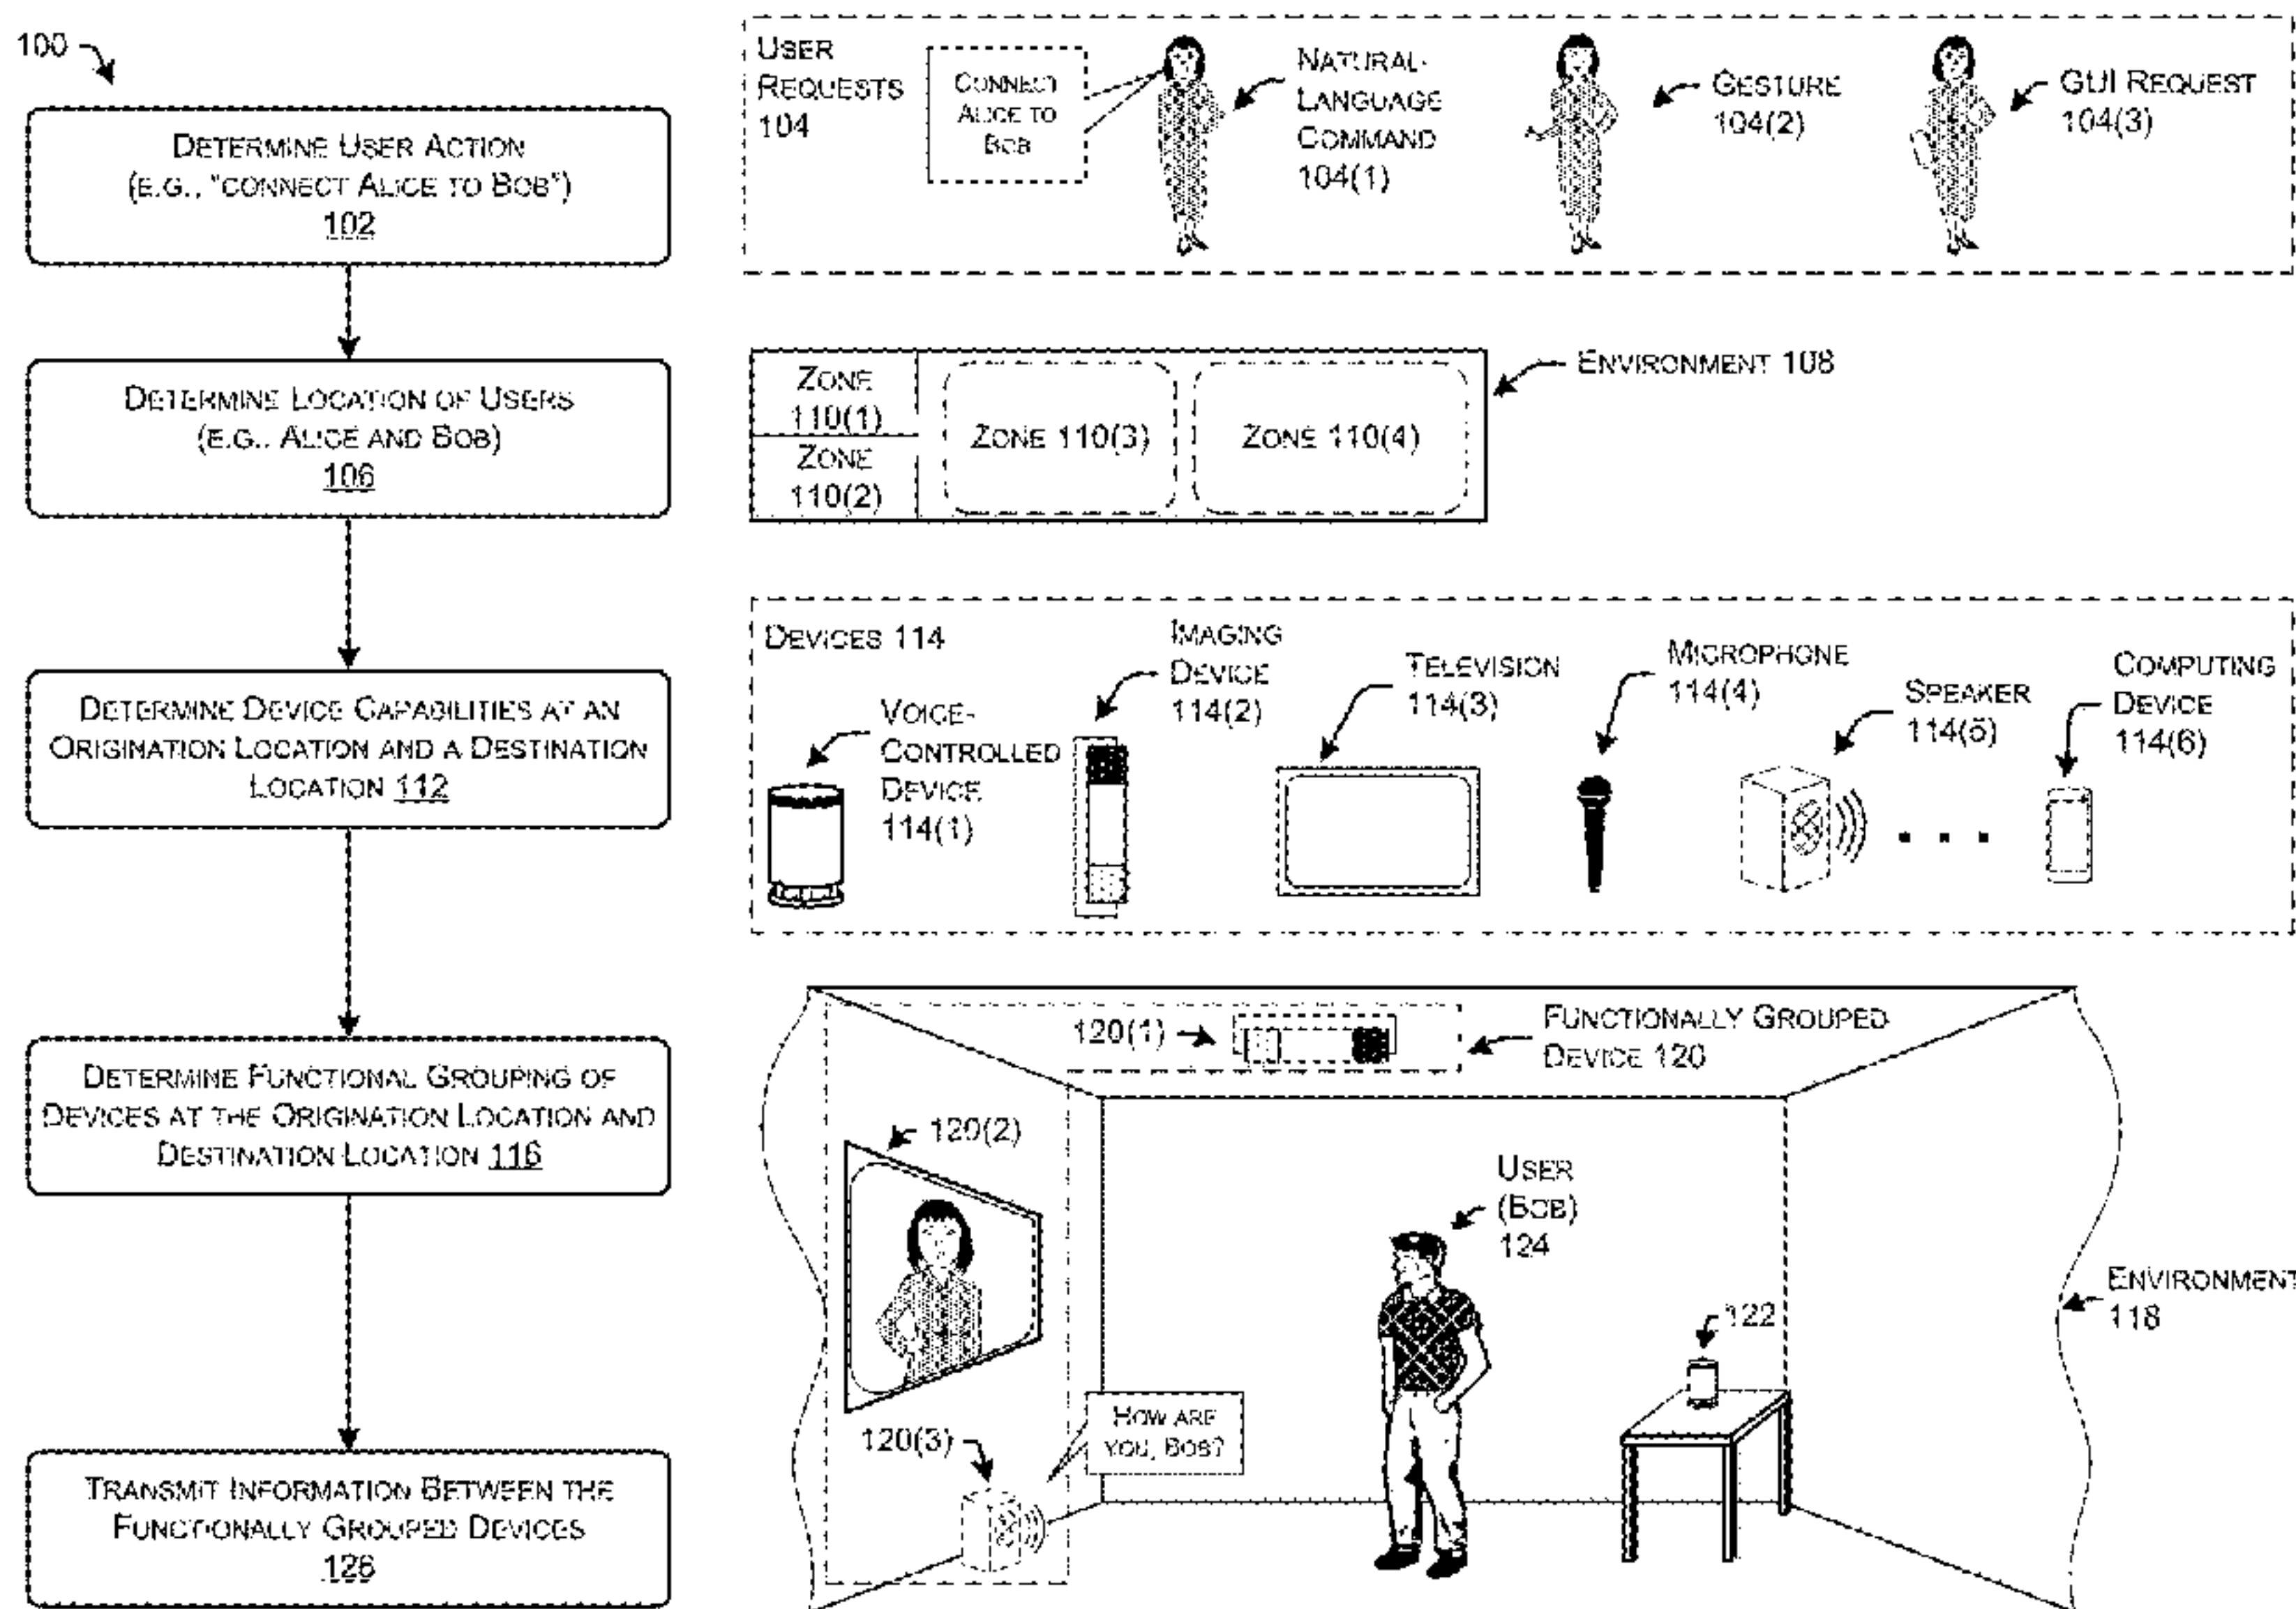 100
DETERMINE USER ACTION
(E.G., "CONNECT ALICE TO BOB")
102
USER
REQUESTS
104
CONNECT
ALICE TO
BOB
NATURAL-
LANGUAGE
COMMAND
104(1)
GESTURE
104(2)
GUI REQUEST
104(3)
DETERMINE LOCATION OF USERS
(E.G., ALICE AND BOB)
106
ZONE
110(1)
ZONE
110(2)
ZONE 110(3)
ZONE 110(4)
ENVIRONMENT 108
DETERMINE DEVICE CAPABILITIES AT AN
ORIGINATION LOCATION AND A DESTINATION
LOCATION 112
DEVICES 114
VOICE-
CONTROLLED
DEVICE
114(1)
IMAGING
DEVICE
114(2)
TELEVISION
114(3)
MICROPHONE
114(4)
SPEAKER
114(5)
COMPUTING
DEVICE
114(6)
DETERMINE FUNCTIONAL GROUPING OF
DEVICES AT THE ORIGINATION LOCATION AND
DESTINATION LOCATION 116
120(1)
FUNCTIONALLY GROUPED
DEVICE 120
120(2)
USER
(BOB)
124
ENVIRONMENT
118
122
HOW ARE
YOU, BOB?
120(3)
TRANSMIT INFORMATION BETWEEN THE
FUNCTIONALLY GROUPED DEVICES
126